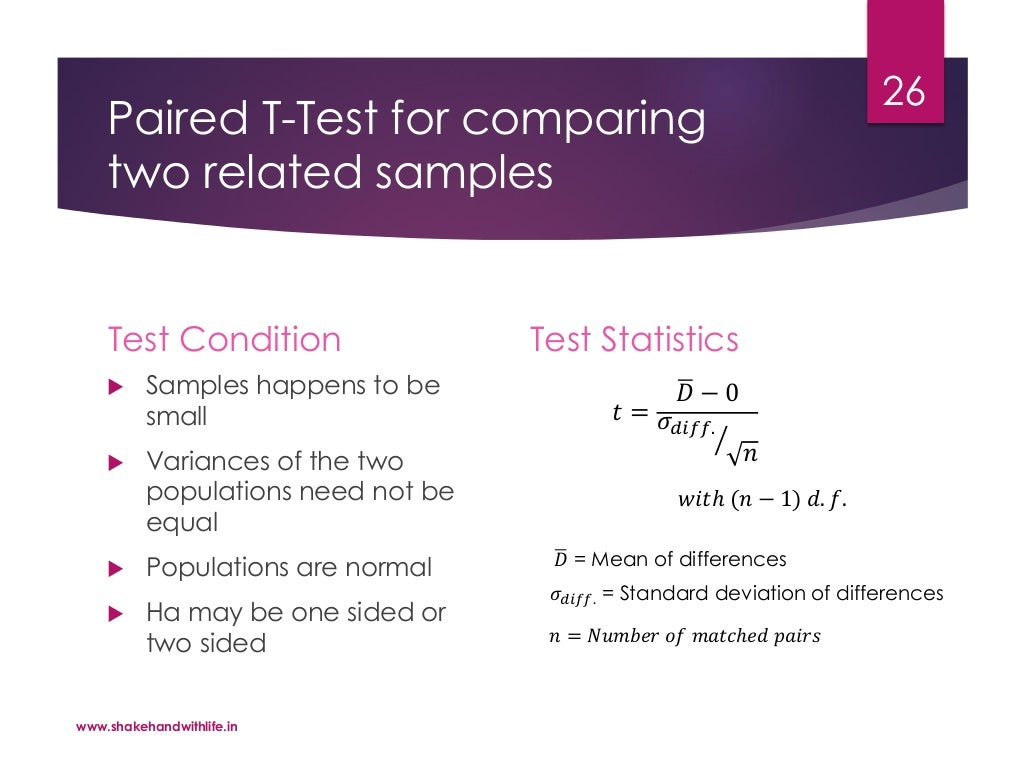 26
Paired T-Test for comparing
two related samples
Test Condition
▶ Samples happens to be
small
▶ Variances of the two
populations need not be
equal
▶ Populations are normal
▶ Ha may be one sided or
two sided
Test Statistics
t = (D̅ − 0) / (σ_diff. / √n)
with (n − 1) d.f.
D̅ = Mean of differences
σ_diff. = Standard deviation of differences
n = Number of matched pairs
www.shakehandwithlife.in